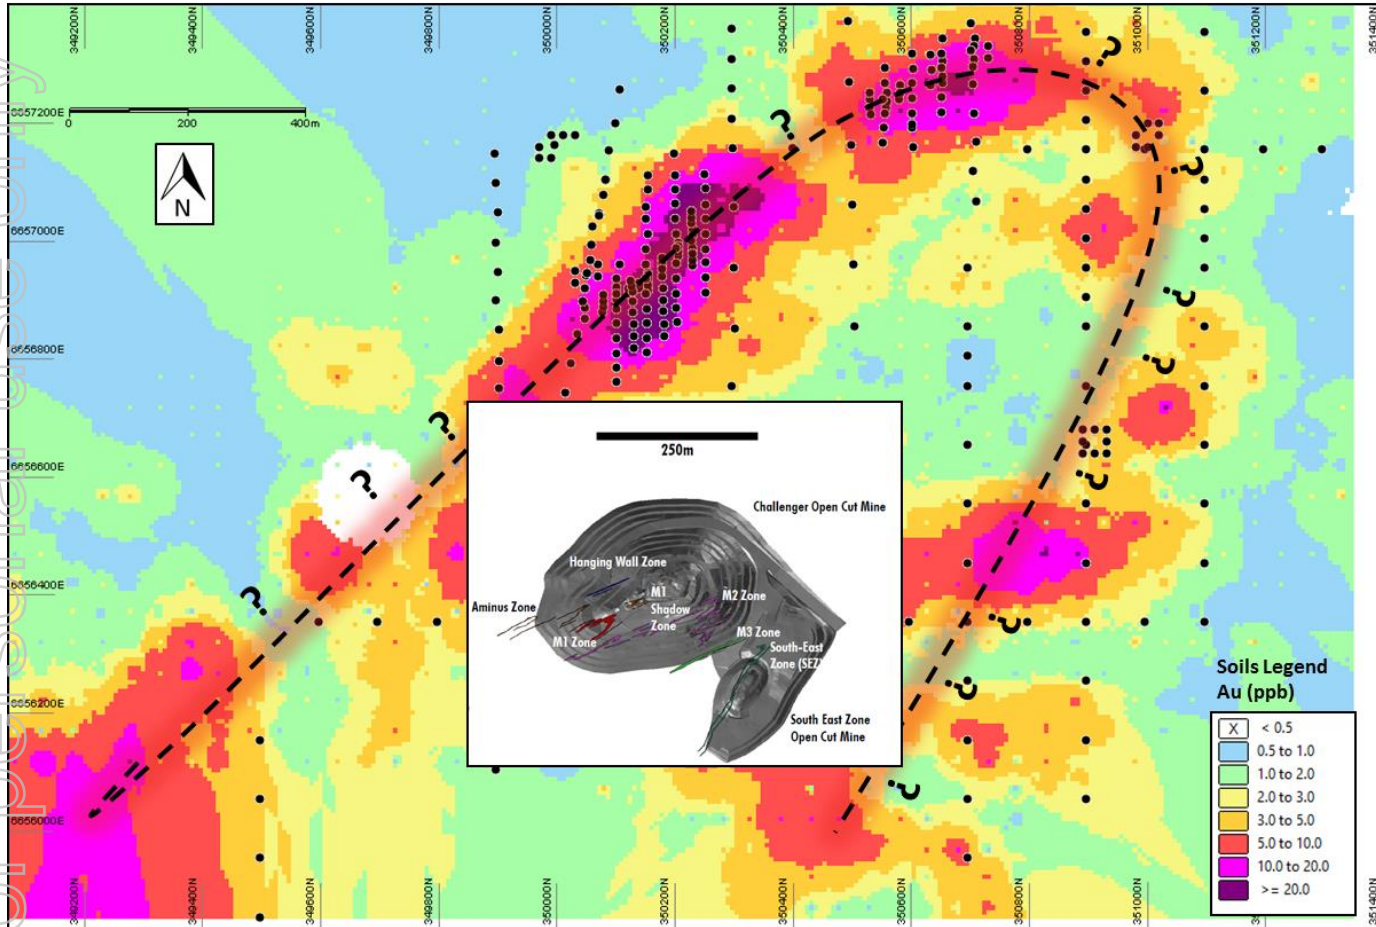 349200N
349400N
349600N
349800N
350000N
350200N
350400N
350600N
350800N
351000N
351200N
351400N
6657200E
6657000E
6656800E
6656600E
6656400E
6656200E
6656000E
0 200 400m
N
?
?
?
?
?
?
?
?
?
?
?
?
?
250m
Challenger Open Cut Mine
Hanging Wall Zone
Aminus Zone
M1
Shadow
Zone
M2 Zone
M1 Zone
M3 Zone
South-East
Zone (SEZ)
South East Zone
Open Cut Mine
Soils Legend
Au (ppb)
X < 0.5
0.5 to 1.0
1.0 to 2.0
2.0 to 3.0
3.0 to 5.0
5.0 to 10.0
10.0 to 20.0
>= 20.0
349200N
349400N
349600N
349800N
350000N
350200N
350400N
350600N
350800N
351000N
351400N
For personal use only